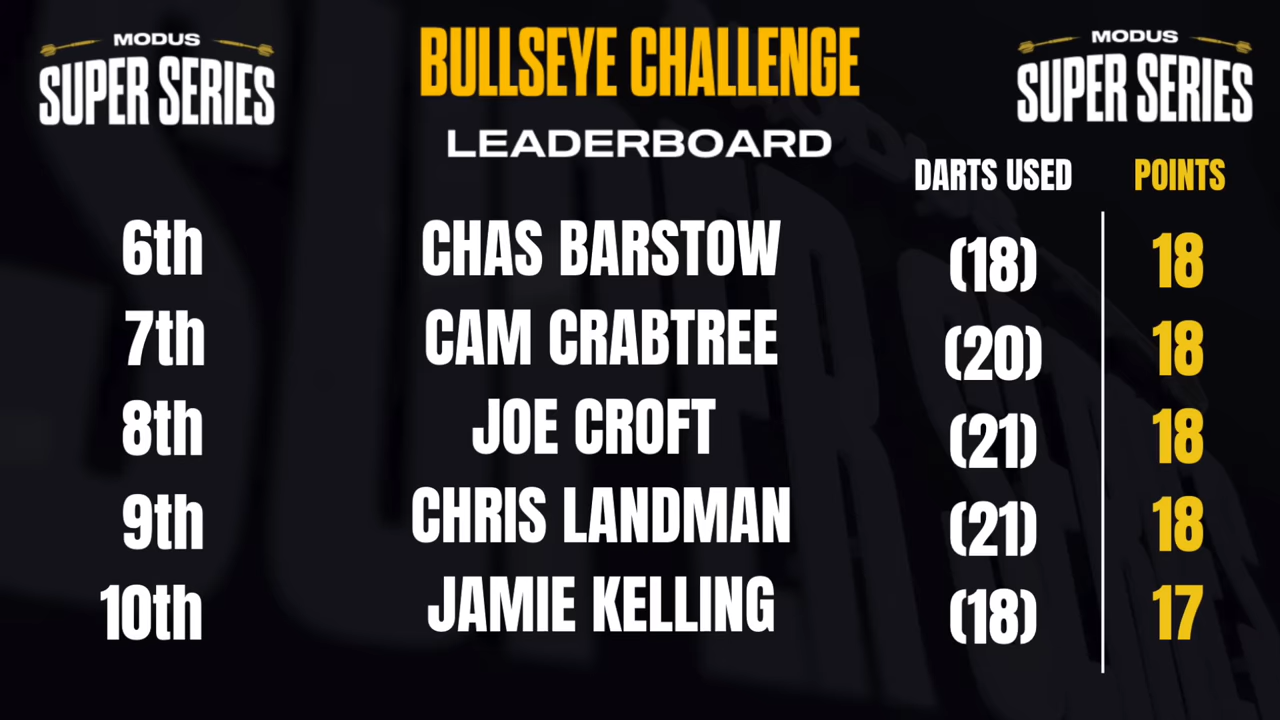 MODUS
SUPER SERIES
BULLSEYE CHALLENGE
LEADERBOARD
MODUS
SUPER SERIES
DARTS USED POINTS
6th CHAS BARSTOW (18) 18
7th CAM CRABTREE (20) 18
8th JOE CROFT (21) 18
9th CHRIS LANDMAN (21) 18
10th JAMIE KELLING (18) 17